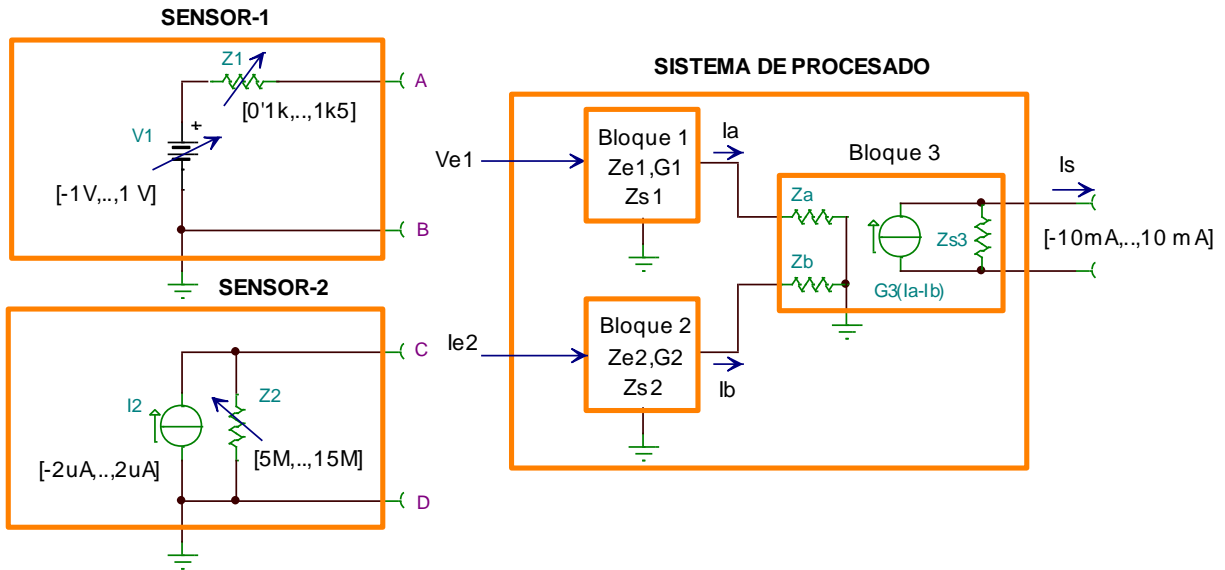 SENSOR-1
Z1
[0'1k,..,1k5]
A
V1
+
[-1V,..,1 V]
B
SENSOR-2
I2
Z2
[-2uA,..,2uA]
[5M,..,15M]
C
D
SISTEMA DE PROCESADO
Ve1
Bloque 1
Ze1,G1
Zs1
Ia
Ie2
Bloque 2
Ze2,G2
Zs2
Ib
Bloque 3
Za
Zb
Zs3
G3(Ia-Ib)
Is
[-10mA,..,10 mA]